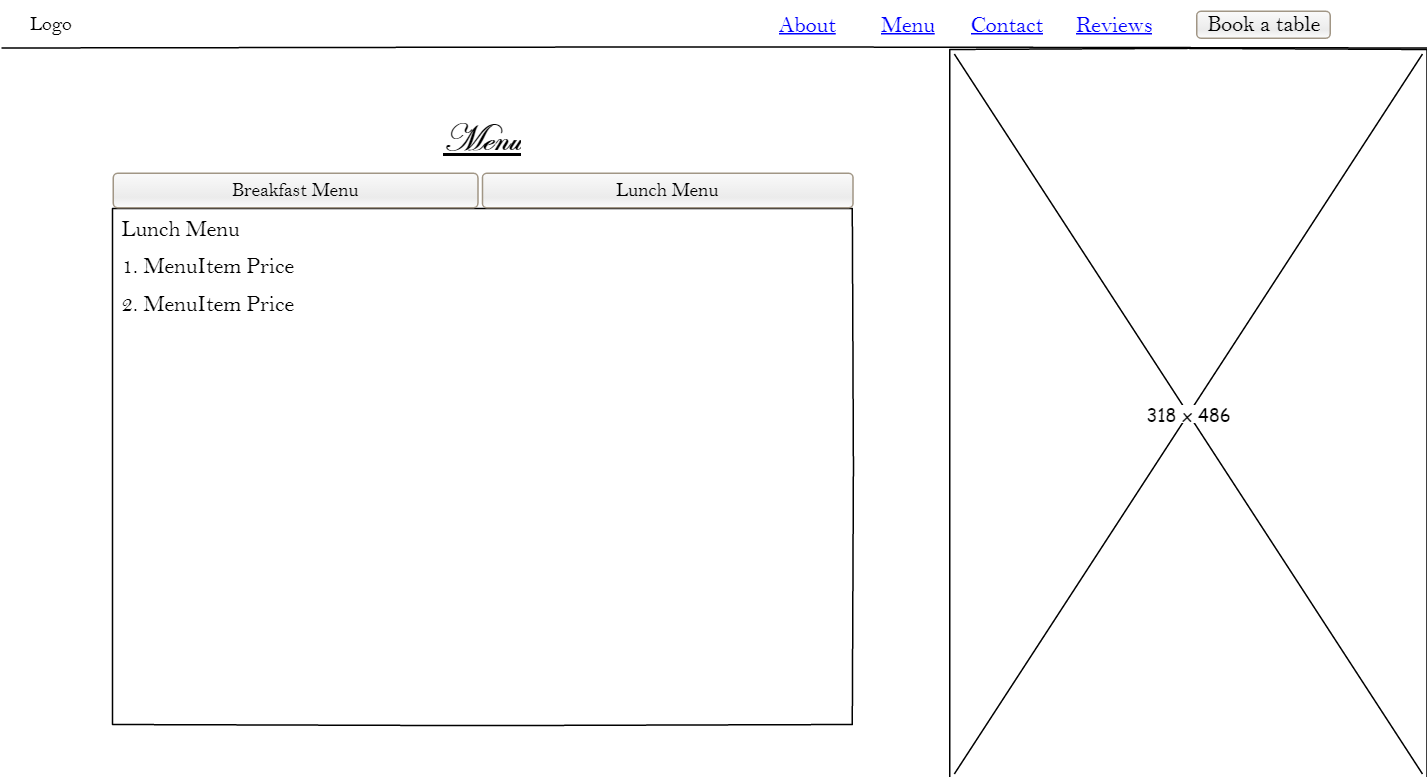 Logo
About Menu Contact Reviews Book a table
Menu
Breakfast Menu Lunch Menu
Lunch Menu
1. MenuItem Price
2. MenuItem Price
318 × 486